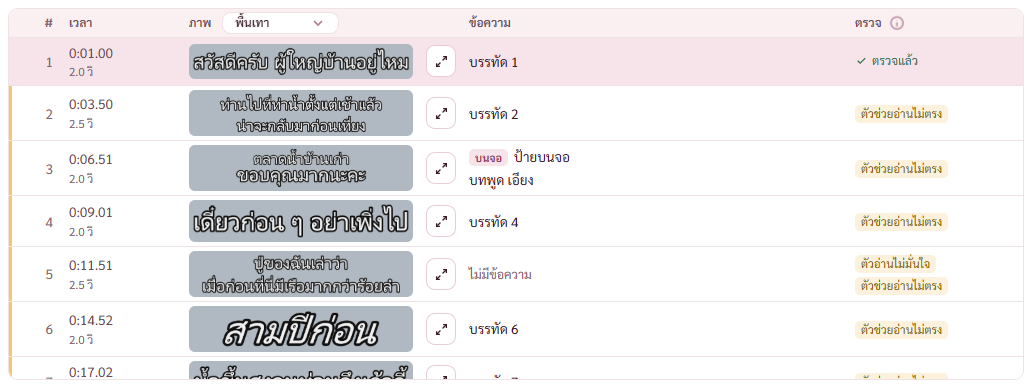 # เวลา ภาพ พื้นเทา ข้อความ ตรวจ
1 0:01.00 สวัสดีครับ ผู้ใหญ่บ้านอยู่ไหม บรรทัด 1 ตรวจแล้ว
2.0 วิ
2 0:03.50 ท่านไปที่ท่าน้ำตั้งแต่เช้าแล้ว บรรทัด 2 ตัวช่วยอ่านไม่ตรง
2.5 วิ น่าจะกลับมาก่อนเที่ยง
3 0:06.51 ตลาดน้ำบ้านเก่า บนจอ ป้ายบนจอ ตัวช่วยอ่านไม่ตรง
2.0 วิ ขอบคุณมากนะคะ บทพูด เอียง
4 0:09.01 เดี๋ยวก่อน ๆ อย่าเพิ่งไป บรรทัด 4 ตัวช่วยอ่านไม่ตรง
2.0 วิ
5 0:11.51 ปู่ของฉันเล่าว่า ไม่มีข้อความ ตัวอ่านไม่มั่นใจ
2.5 วิ เมื่อก่อนที่นี่มีเรือมากกว่าร้อยลำ ตัวช่วยอ่านไม่ตรง
6 0:14.52 สามปีก่อน บรรทัด 6 ตัวช่วยอ่านไม่ตรง
2.0 วิ
0:17.02